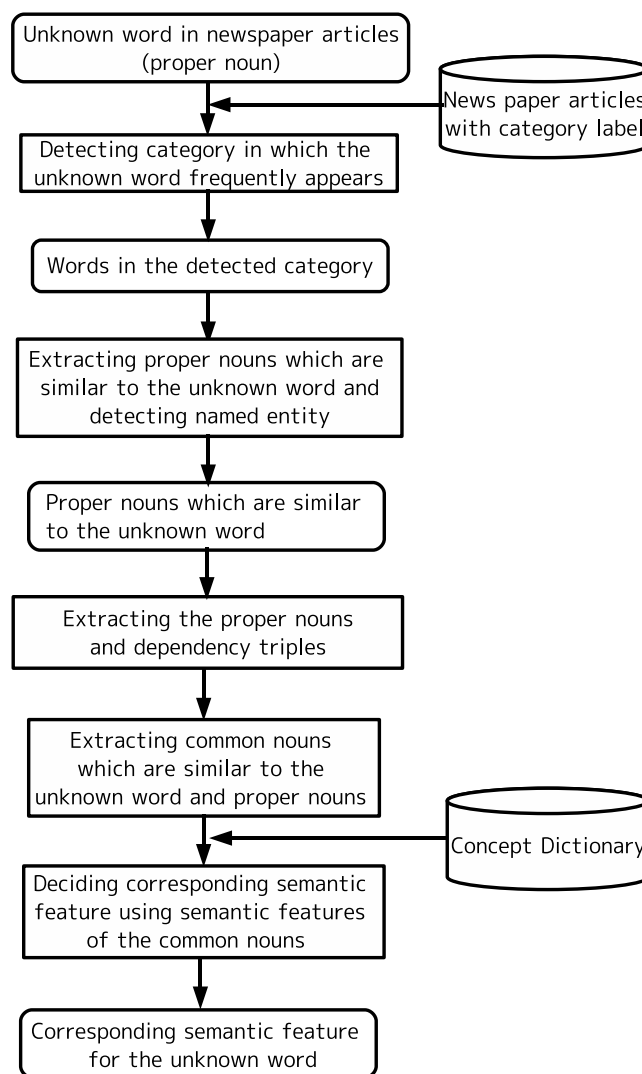 Unknown word in newspaper articles
(proper noun)
News paper articles
with category label
Detecting category in which the
unknown word frequently appears
Words in the detected category
Extracting proper nouns which are
similar to the unknown word and
detecting named entity
Proper nouns which are similar
to the unknown word
Extracting the proper nouns
and dependency triples
Extracting common nouns
which are similar to the
unknown word and proper nouns
Concept Dictionary
Deciding corresponding semantic
feature using semantic features
of the common nouns
Corresponding semantic feature
for the unknown word